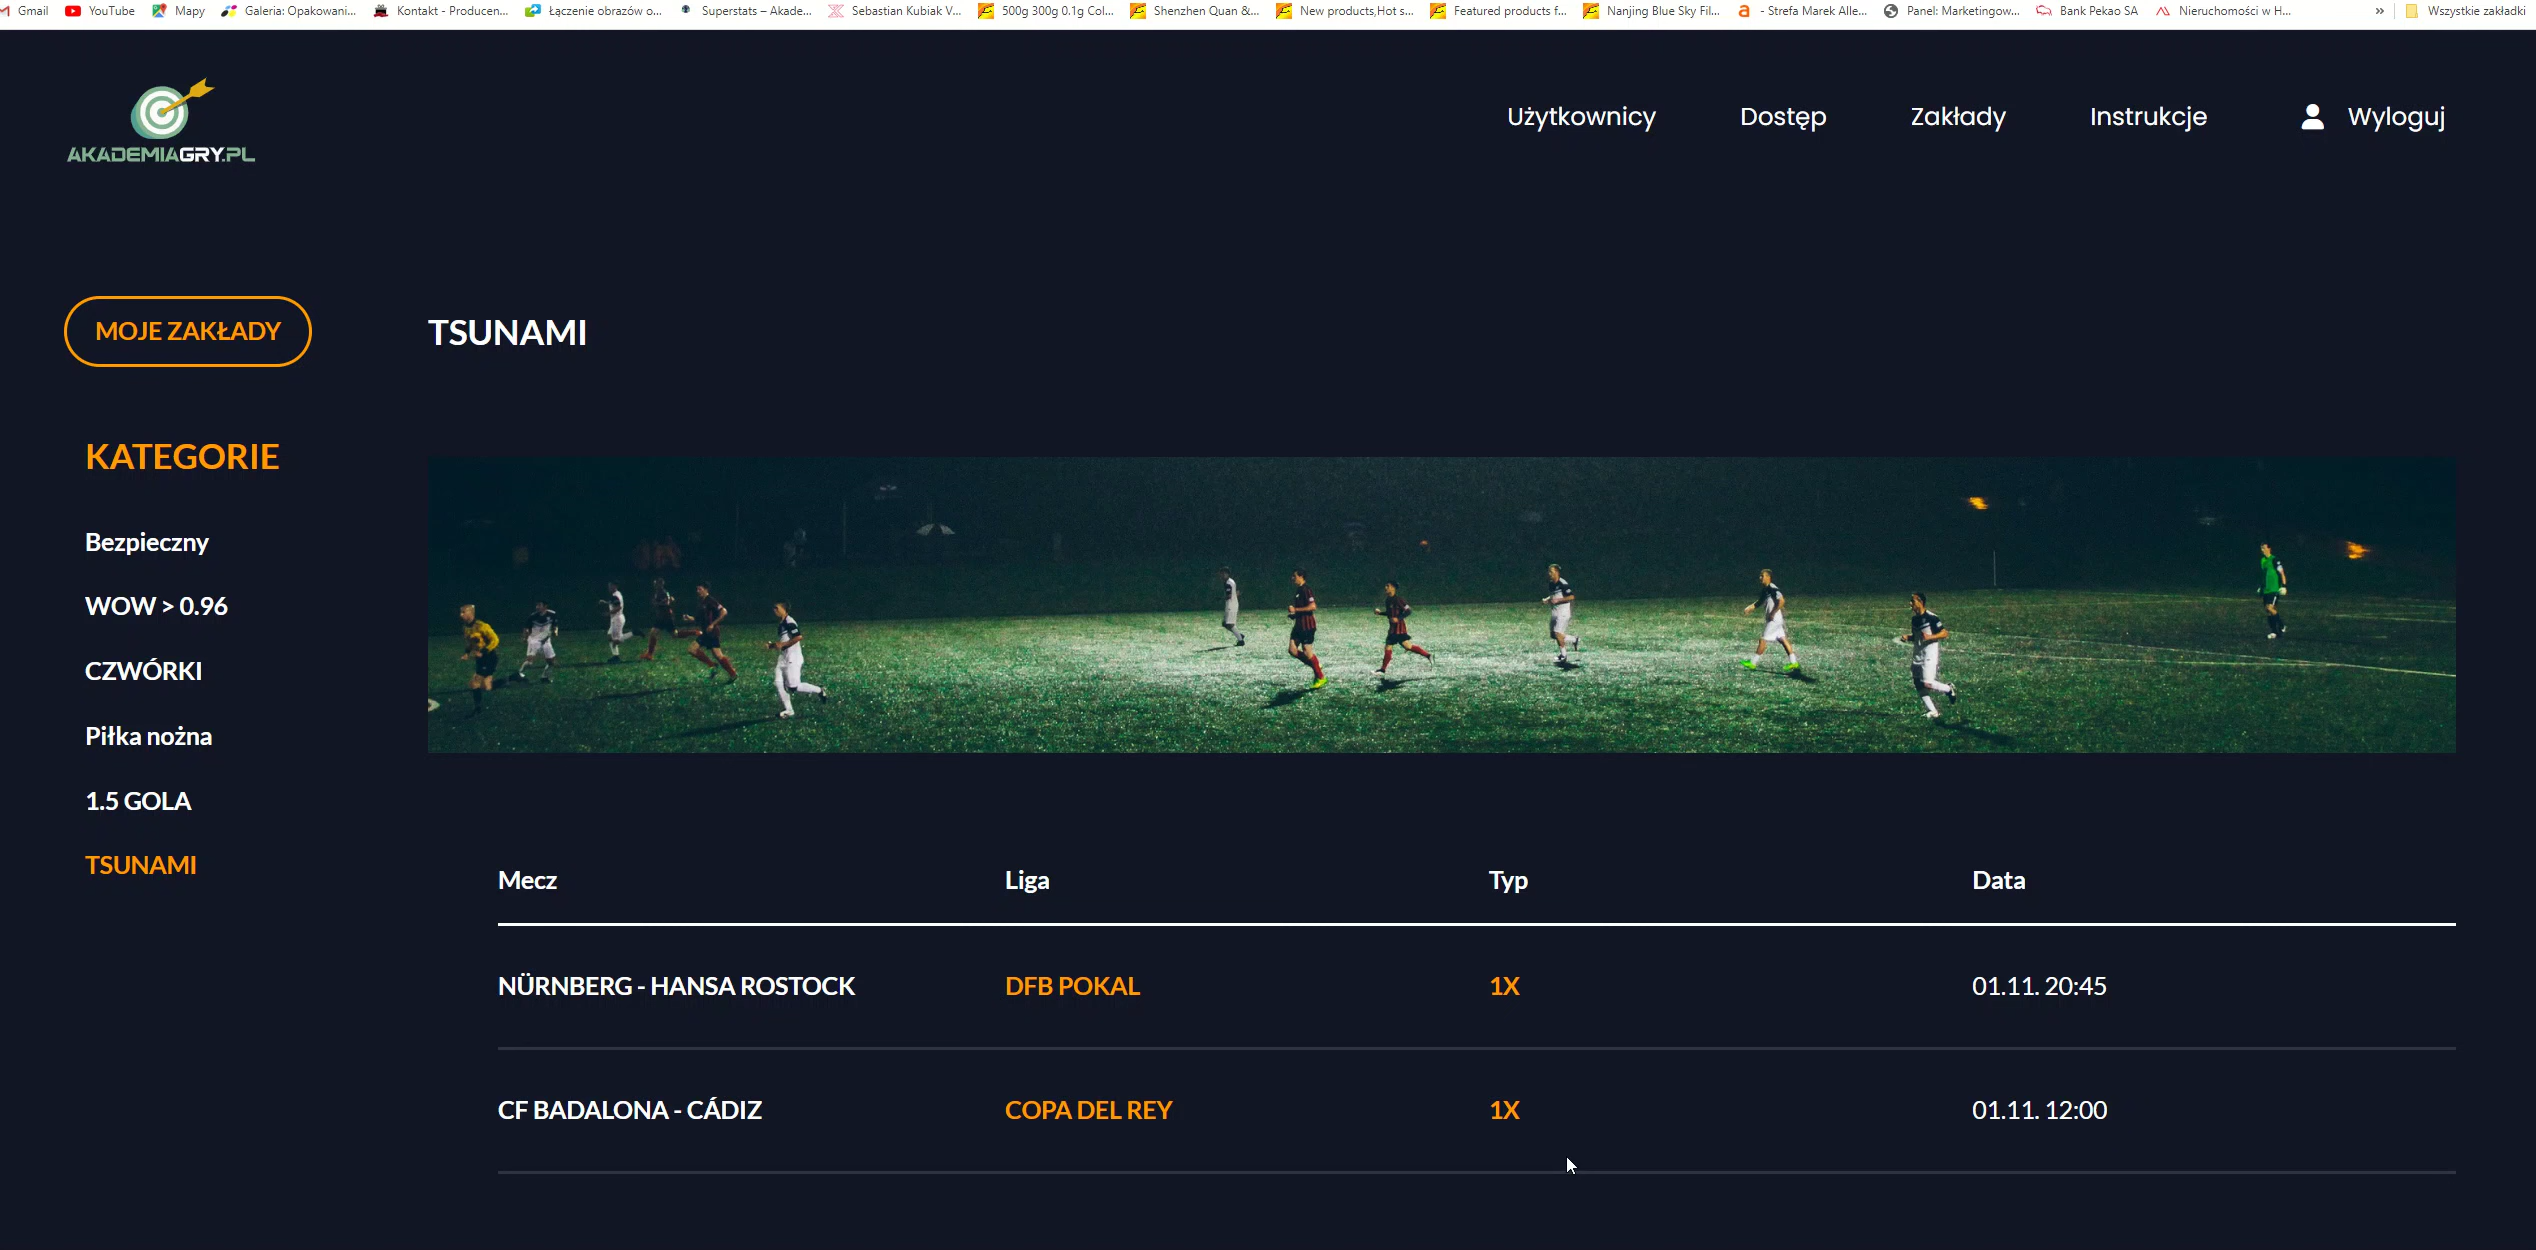 Gmail YouTube Mapy Galeria: Opakowani... Kontakt - Producen... Łączenie obrazów o... Superstats – Akade... Sebastian Kubiak V... 500g 300g 0.1g Col... Shenzhen Quan &... New products,Hot s... Featured products f... Nanjing Blue Sky Fil... - Strefa Marek Alle... Panel: Marketingow... Bank Pekao SA Nieruchomości w H... » Wszystkie zakładki
AKADEMIAGRY.PL
Użytkownicy Dostęp Zakłady Instrukcje Wyloguj
MOJE ZAKŁADY
TSUNAMI
KATEGORIE
Bezpieczny
WOW > 0.96
CZWÓRKI
Piłka nożna
1.5 GOLA
TSUNAMI
Mecz Liga Typ Data
NÜRNBERG - HANSA ROSTOCK DFB POKAL 1X 01.11. 20:45
CF BADALONA - CÁDIZ COPA DEL REY 1X 01.11. 12:00